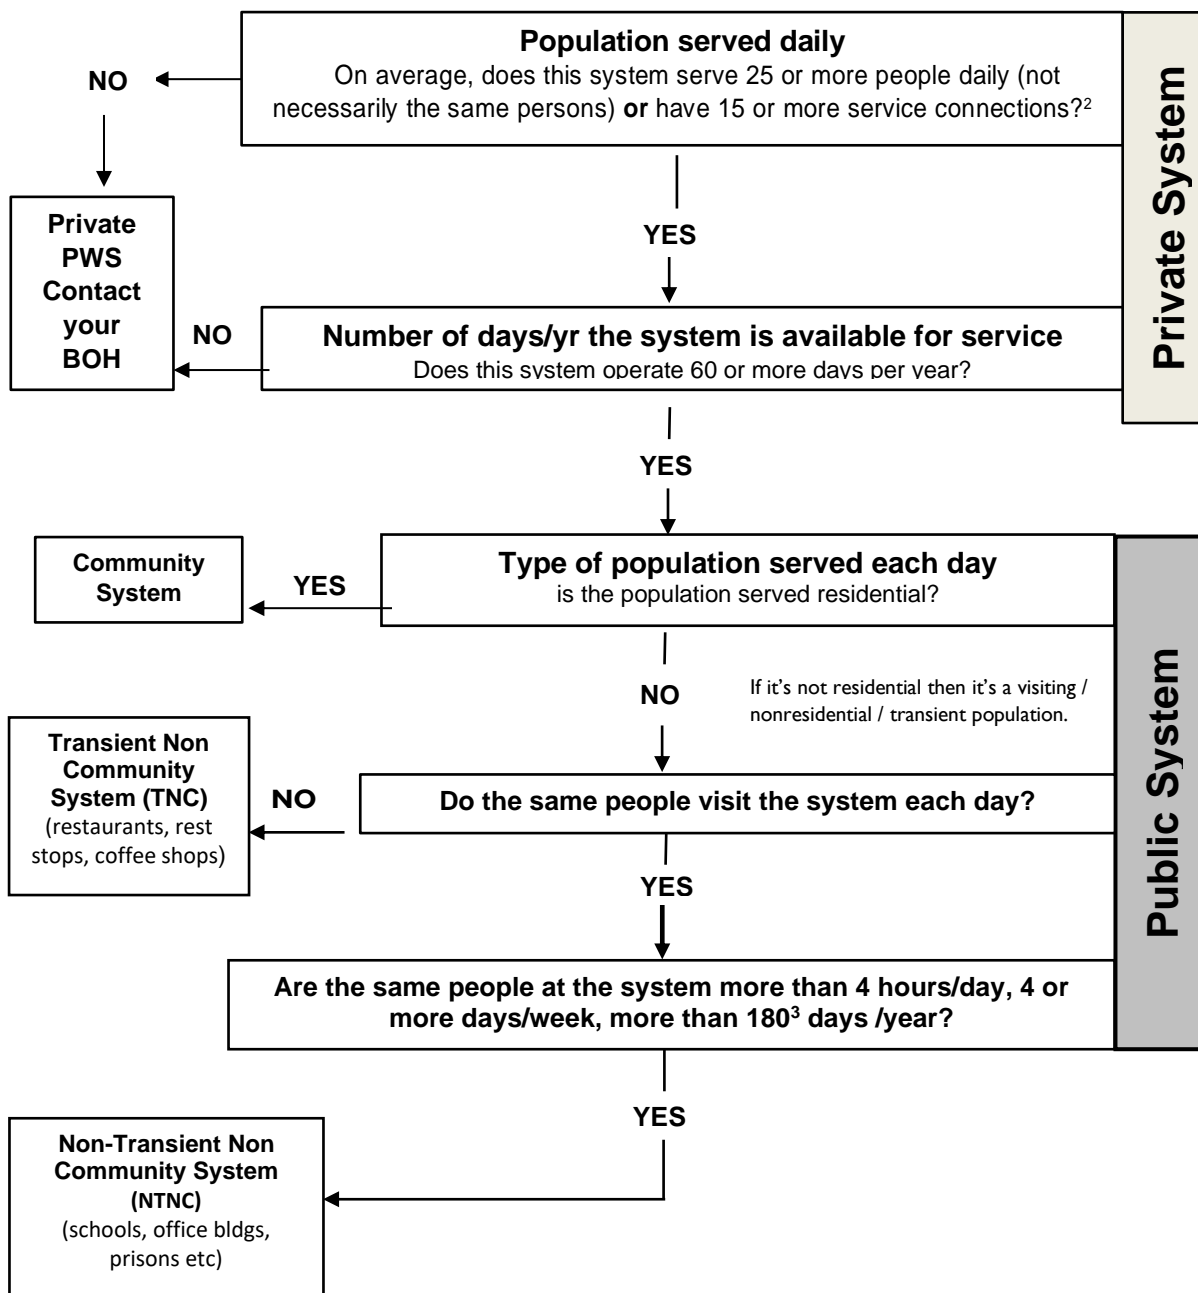 Population served daily
On average, does this system serve 25 or more people daily (not
necessarily the same persons) or have 15 or more service connections?²
NO
Private System
YES
Private
PWS
Contact
your
BOH
NO
Number of days/yr the system is available for service
Does this system operate 60 or more days per year?
YES
Community
System
YES
Type of population served each day
is the population served residential?
Public System
NO
If it’s not residential then it’s a visiting /
nonresidential / transient population.
Transient Non
Community
System (TNC)
(restaurants, rest
stops, coffee shops)
NO
Do the same people visit the system each day?
YES
Are the same people at the system more than 4 hours/day, 4 or
more days/week, more than 180³ days /year?
YES
Non-Transient Non
Community System
(NTNC)
(schools, office bldgs,
prisons etc)